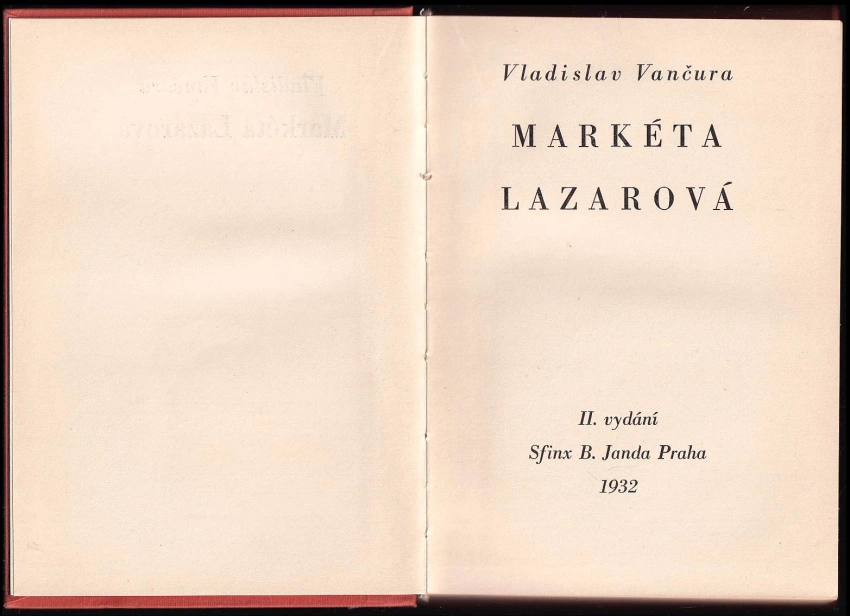 Vladislav Vančura
MARKÉTA
LAZAROVÁ
II. vydání
Sfinx B. Janda Praha
1932